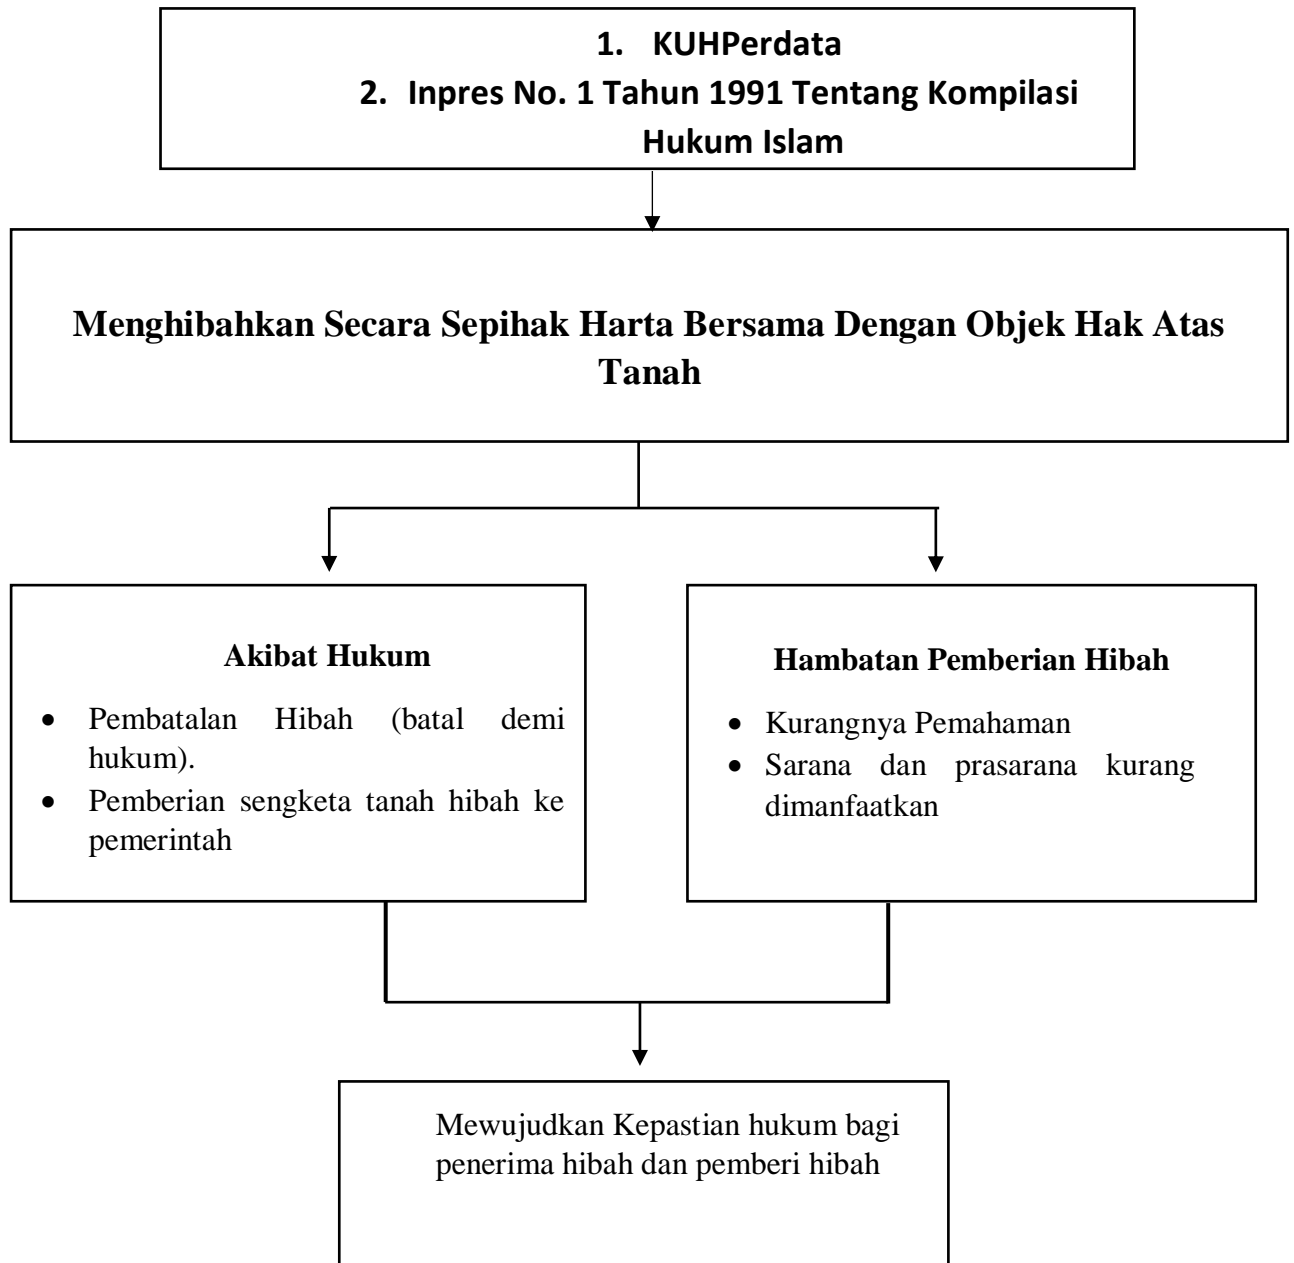 1. KUHPerdata
2. Inpres No. 1 Tahun 1991 Tentang Kompilasi
Hukum Islam
Menghibahkan Secara Sepihak Harta Bersama Dengan Objek Hak Atas
Tanah
Akibat Hukum
• Pembatalan Hibah (batal demi
hukum).
• Pemberian sengketa tanah hibah ke
pemerintah
Hambatan Pemberian Hibah
• Kurangnya Pemahaman
• Sarana dan prasarana kurang
dimanfaatkan
Mewujudkan Kepastian hukum bagi
penerima hibah dan pemberi hibah